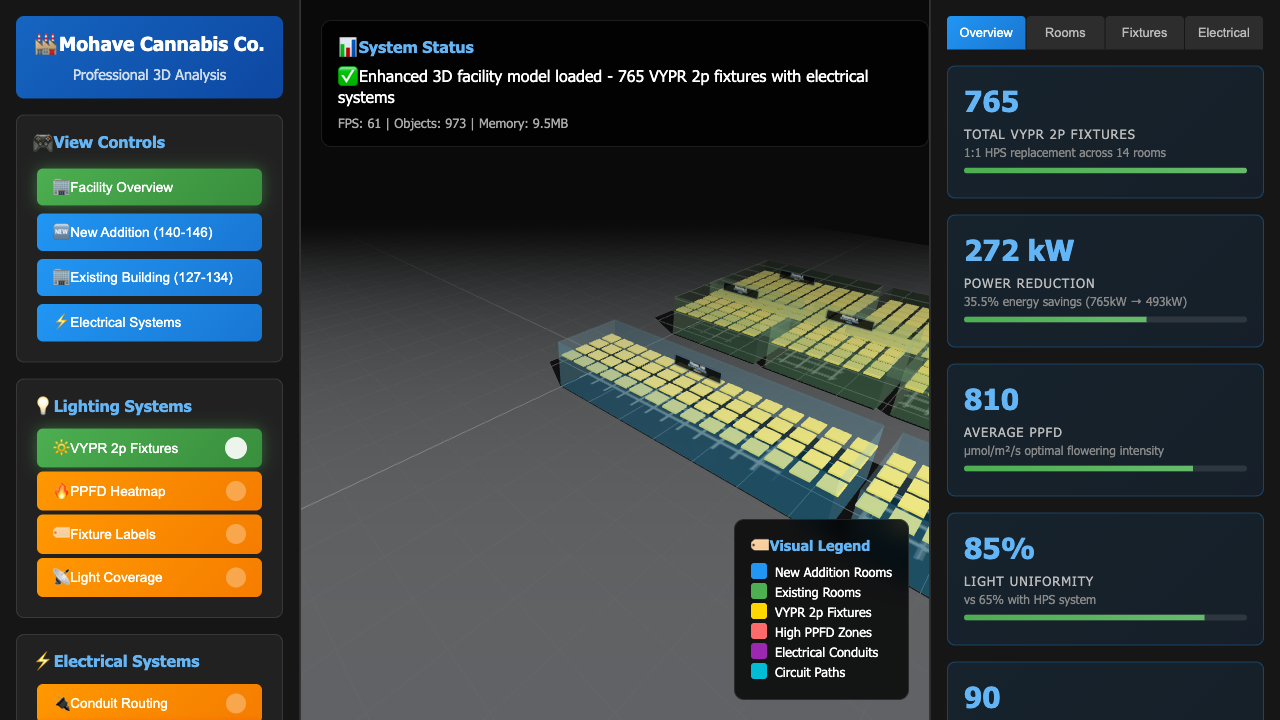 Mohave Cannabis Co.
Professional 3D Analysis
View Controls
Facility Overview
New Addition (140-146)
Existing Building (127-134)
Electrical Systems
Lighting Systems
VYPR 2p Fixtures
PPFD Heatmap
Fixture Labels
Light Coverage
Electrical Systems
Conduit Routing
System Status
Enhanced 3D facility model loaded - 765 VYPR 2p fixtures with electrical
systems
FPS: 61 | Objects: 973 | Memory: 9.5MB
Visual Legend
New Addition Rooms
Existing Rooms
VYPR 2p Fixtures
High PPFD Zones
Electrical Conduits
Circuit Paths
Overview Rooms Fixtures Electrical
765
TOTAL VYPR 2P FIXTURES
1:1 HPS replacement across 14 rooms
272 kW
POWER REDUCTION
35.5% energy savings (765kW → 493kW)
810
AVERAGE PPFD
μmol/m²/s optimal flowering intensity
85%
LIGHT UNIFORMITY
vs 65% with HPS system
90